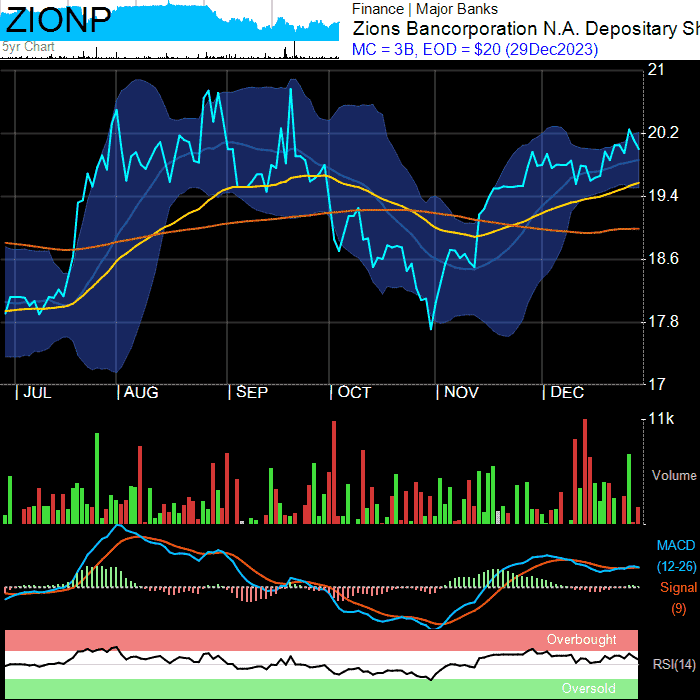 ZIONP
5yr Chart
Finance | Major Banks
Zions Bancorporation N.A. Depositary Sh
MC = 3B, EOD = $20 (29Dec2023)
21
20.2
19.4
18.6
17.8
17
JUL AUG SEP OCT NOV DEC
11k
Volume
MACD
(12-26)
Signal
(9)
Overbought
RSI(14)
Oversold